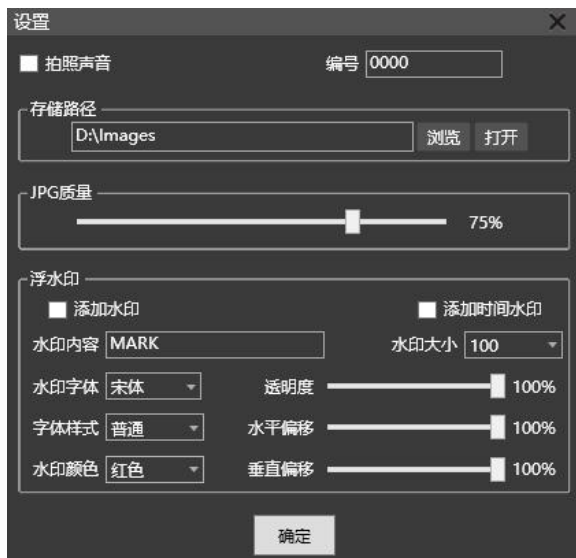 设置
拍照声音 编号 0000
存储路径
D:\Images 浏览 打开
JPG质量
75%
浮水印
添加水印 添加时间水印
水印内容 MARK 水印大小 100
水印字体 宋体 透明度 100%
字体样式 普通 水平偏移 100%
水印颜色 红色 垂直偏移 100%
确定